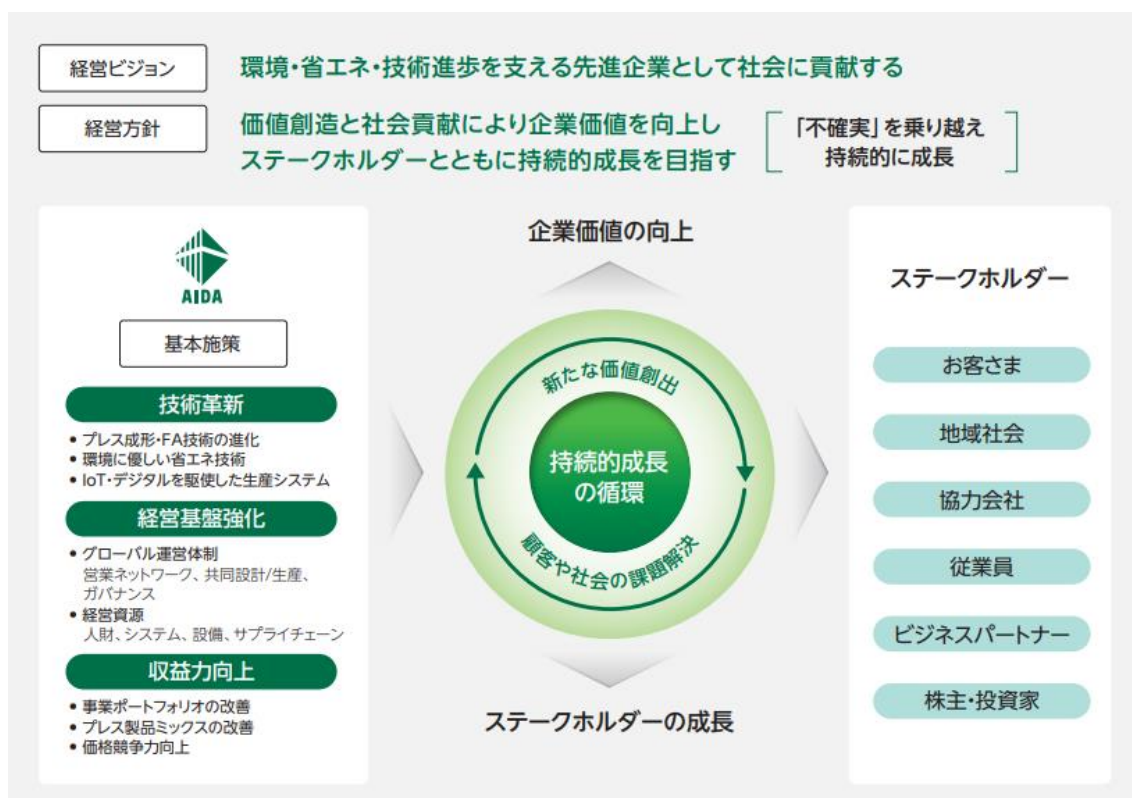 経営ビジョン
環境・省エネ・技術進歩を支える先進企業として社会に貢献する
経営方針
価値創造と社会貢献により企業価値を向上し
ステークホルダーとともに持続的成長を目指す
「不確実」を乗り越え
持続的に成長
AIDA
基本施策
技術革新
• プレス成形・FA技術の進化
• 環境に優しい省エネ技術
• IoT・デジタルを駆使した生産システム
経営基盤強化
• グローバル運営体制
営業ネットワーク、共同設計/生産、
ガバナンス
• 経営資源
人財、システム、設備、サプライチェーン
収益力向上
• 事業ポートフォリオの改善
• プレス製品ミックスの改善
• 価格競争力向上
企業価値の向上
新たな価値創出
持続的成長
の循環
顧客や社会の課題解決
ステークホルダーの成長
ステークホルダー
お客さま
地域社会
協力会社
従業員
ビジネスパートナー
株主・投資家